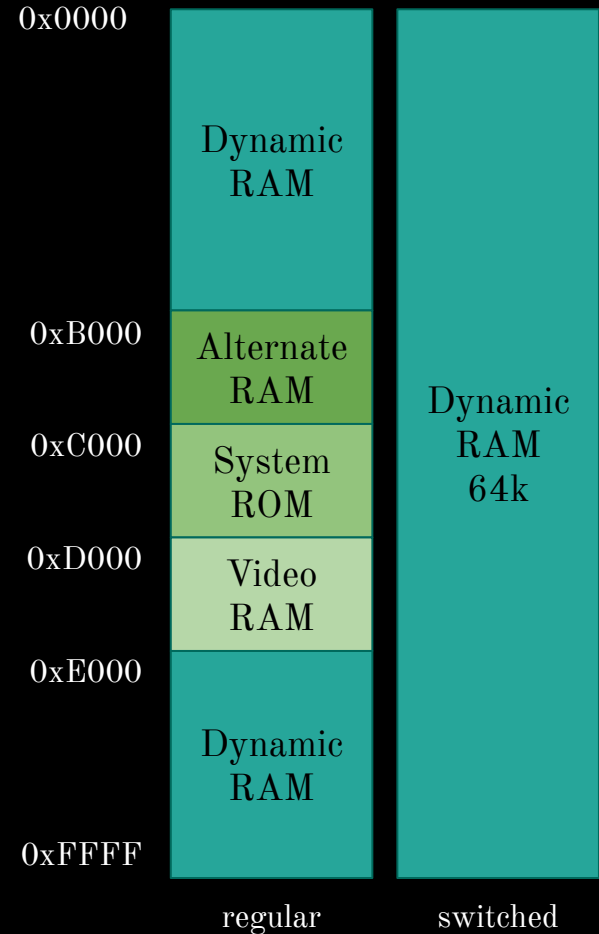 0x0000
Dynamic
RAM
0xB000
Alternate
RAM
0xC000
System
ROM
0xD000
Video
RAM
0xE000
Dynamic
RAM
0xFFFF
regular
Dynamic
RAM
64k
switched